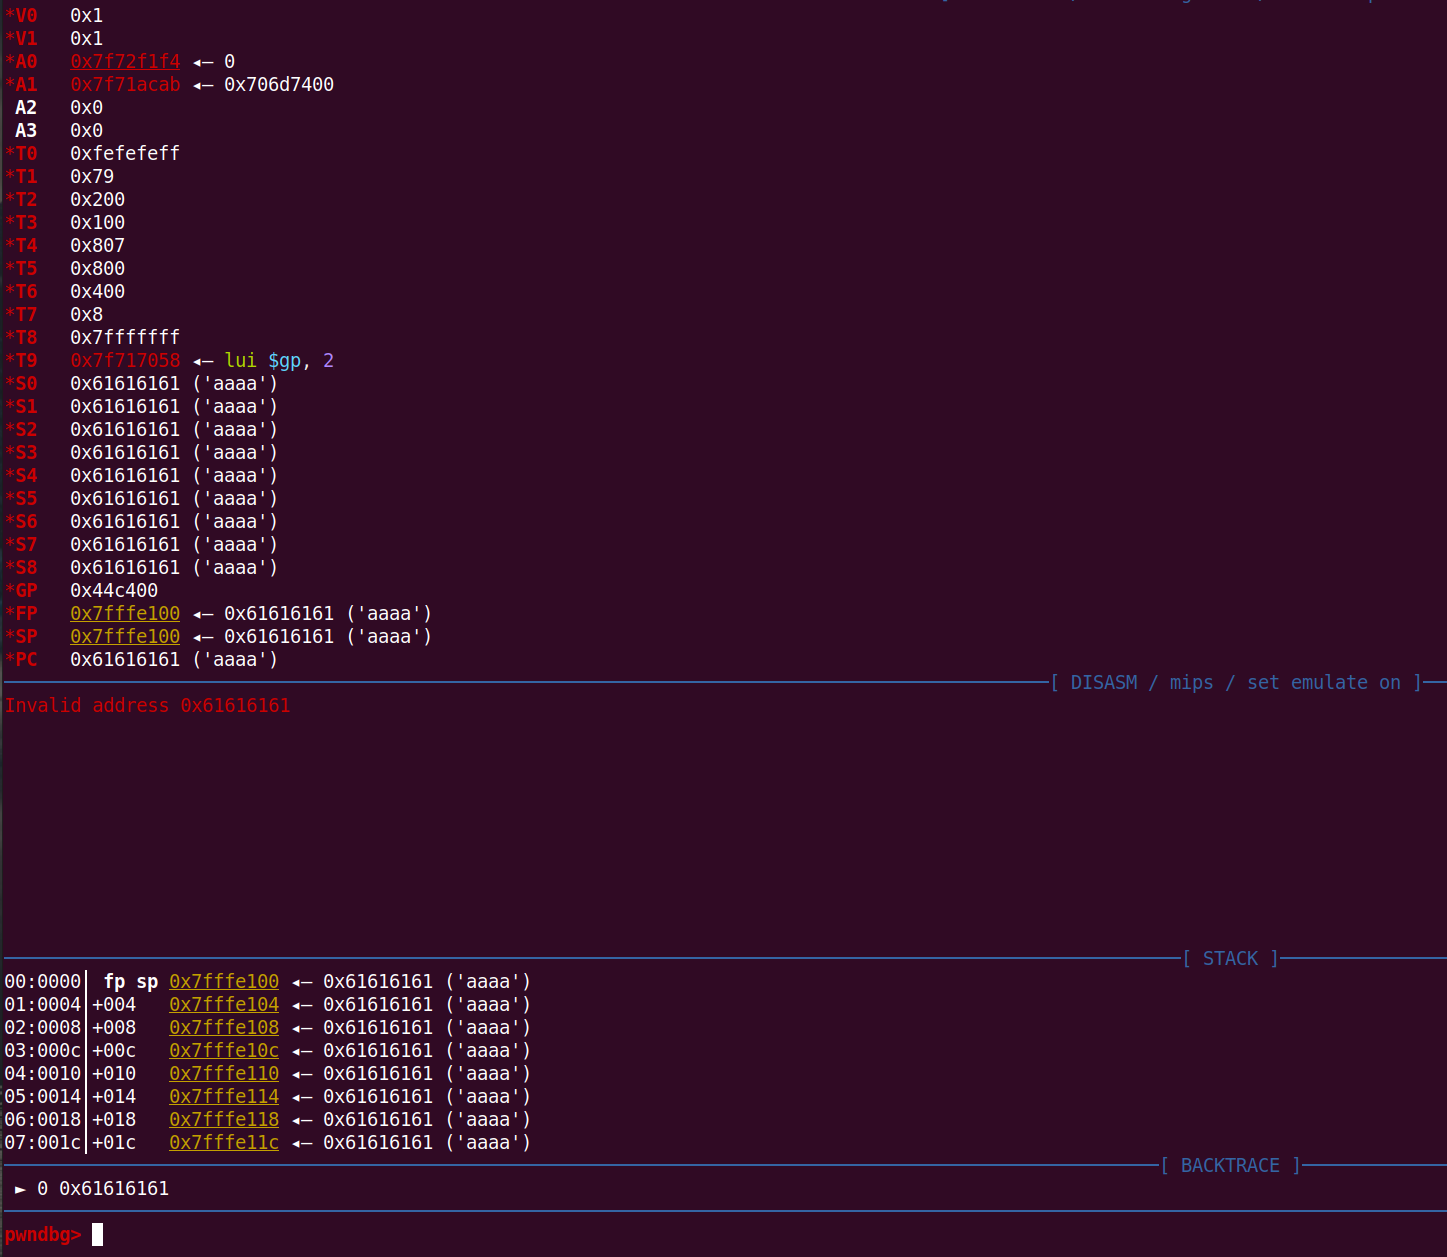 *V0 0x1
*V1 0x1
*A0 0x7f72f1f4 ◂— 0
*A1 0x7f71acab ◂— 0x706d7400
A2 0x0
A3 0x0
*T0 0xfefefeff
*T1 0x79
*T2 0x200
*T3 0x100
*T4 0x807
*T5 0x800
*T6 0x400
*T7 0x8
*T8 0x7fffffff
*T9 0x7f717058 ◂— lui $gp, 2
*S0 0x61616161 ('aaaa')
*S1 0x61616161 ('aaaa')
*S2 0x61616161 ('aaaa')
*S3 0x61616161 ('aaaa')
*S4 0x61616161 ('aaaa')
*S5 0x61616161 ('aaaa')
*S6 0x61616161 ('aaaa')
*S7 0x61616161 ('aaaa')
*S8 0x61616161 ('aaaa')
*GP 0x44c400
*FP 0x7fffe100 ◂— 0x61616161 ('aaaa')
*SP 0x7fffe100 ◂— 0x61616161 ('aaaa')
*PC 0x61616161 ('aaaa')
[ DISASM / mips / set emulate on ]
Invalid address 0x61616161
[ STACK ]
00:0000│ fp sp 0x7fffe100 ◂— 0x61616161 ('aaaa')
01:0004│+004 0x7fffe104 ◂— 0x61616161 ('aaaa')
02:0008│+008 0x7fffe108 ◂— 0x61616161 ('aaaa')
03:000c│+00c 0x7fffe10c ◂— 0x61616161 ('aaaa')
04:0010│+010 0x7fffe110 ◂— 0x61616161 ('aaaa')
05:0014│+014 0x7fffe114 ◂— 0x61616161 ('aaaa')
06:0018│+018 0x7fffe118 ◂— 0x61616161 ('aaaa')
07:001c│+01c 0x7fffe11c ◂— 0x61616161 ('aaaa')
[ BACKTRACE ]
► 0 0x61616161
pwndbg>